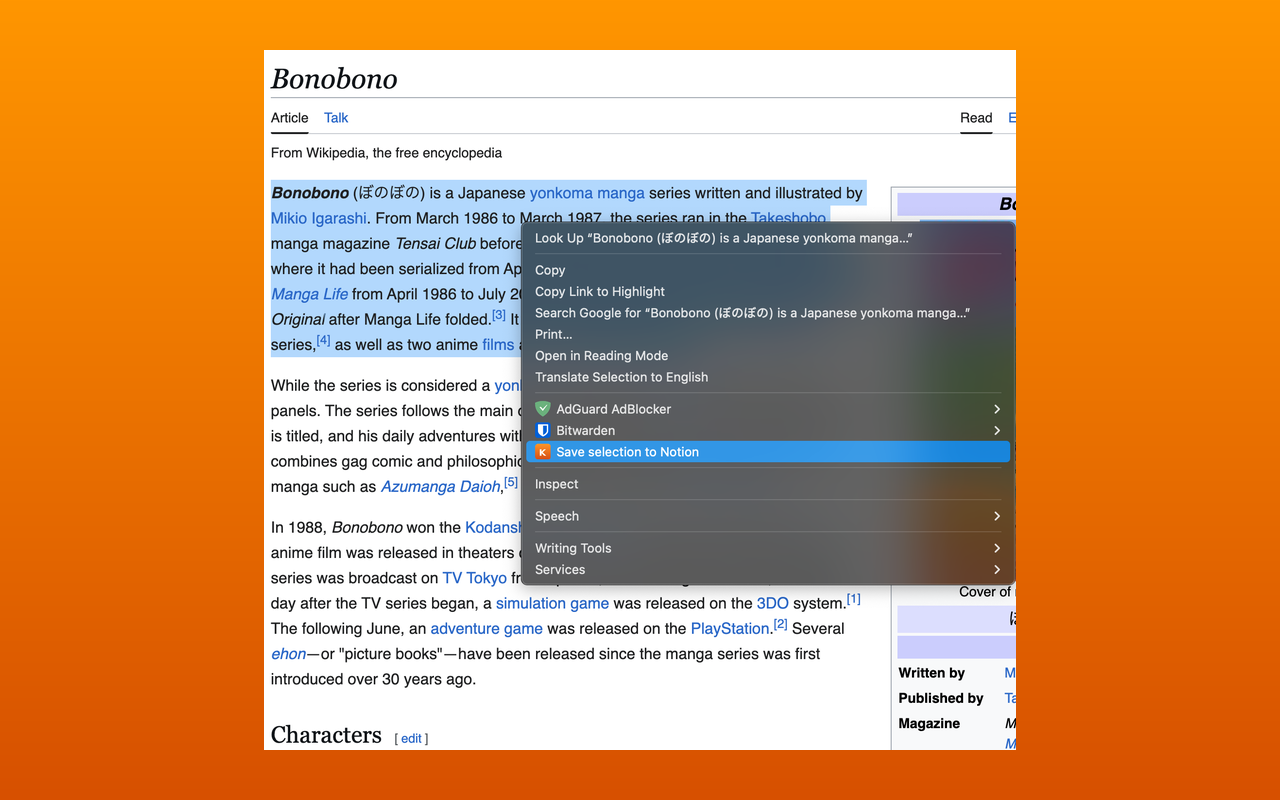 Bonobono
Article Talk Read E
From Wikipedia, the free encyclopedia
Bonobono (ぼのぼの) is a Japanese yonkoma manga series written and illustrated by
Mikio Igarashi. From March 1986 to March 1987, the series ran in the Takeshobo
manga magazine Tensai Club before
where it had been serialized from Ap
Manga Life from April 1986 to July 20
Original after Manga Life folded.[3] It
series,[4] as well as two anime films a
While the series is considered a yonk
panels. The series follows the main c
is titled, and his daily adventures with
combines gag comic and philosophic
manga such as Azumanga Daioh,[5]
In 1988, Bonobono won the Kodansh
anime film was released in theaters
series was broadcast on TV Tokyo fr
day after the TV series began, a simulation game was released on the 3DO system.[1]
The following June, an adventure game was released on the PlayStation.[2] Several
ehon—or "picture books"—have been released since the manga series was first
introduced over 30 years ago.
Characters [ edit ]
Look Up “Bonobono (ぼのぼの) is a Japanese yonkoma manga...”
Copy
Copy Link to Highlight
Search Google for “Bonobono (ぼのぼの) is a Japanese yonkoma manga...”
Print...
Open in Reading Mode
Translate Selection to English
AdGuard AdBlocker
Bitwarden
K Save selection to Notion
Inspect
Speech
Writing Tools
Services
Bo
Cover of
ほ
Written by M
Published by Ta
Magazine M
M